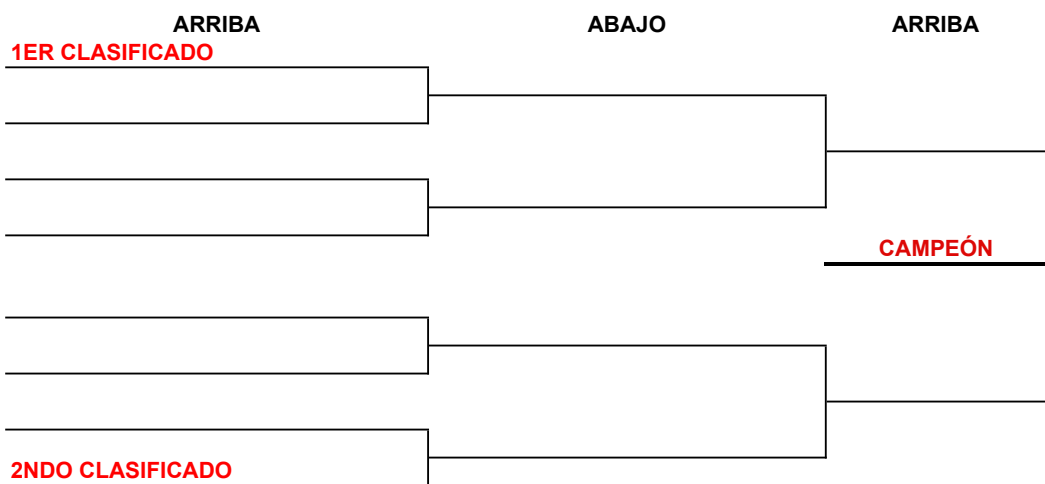 ARRIBA ABAJO ARRIBA
1ER CLASIFICADO
CAMPEÓN
2NDO CLASIFICADO